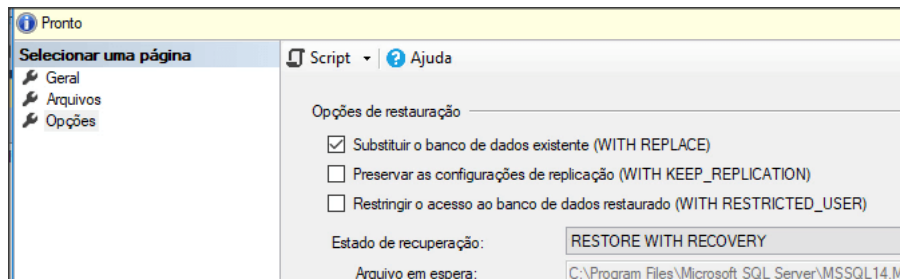 Pronto
Selecionar uma página
Script Ajuda
Geral
Arquivos
Opções
Opções de restauração
Substituir o banco de dados existente (WITH REPLACE)
Preservar as configurações de replicação (WITH KEEP_REPLICATION)
Restringir o acesso ao banco de dados restaurado (WITH RESTRICTED_USER)
Estado de recuperação: RESTORE WITH RECOVERY
Arquivo em espera: C:\Program Files\Microsoft SQL Server\MSSQL14.M